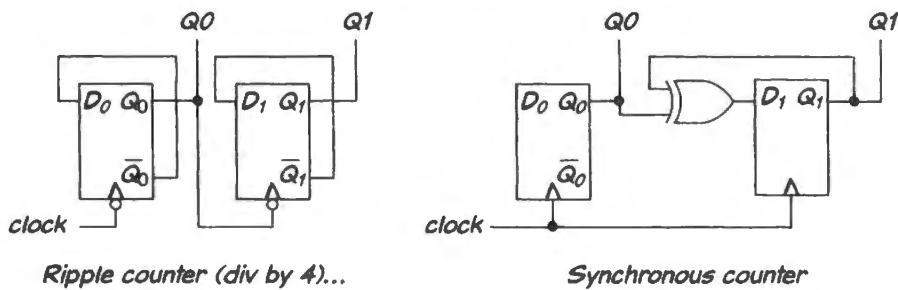 Q0 Q1 Q0 Q1
D0 Q0 D1 Q1 D0 Q0 D1 Q1
Q̅0 Q̅1 Q̅0
clock clock
Ripple counter (div by 4)... Synchronous counter